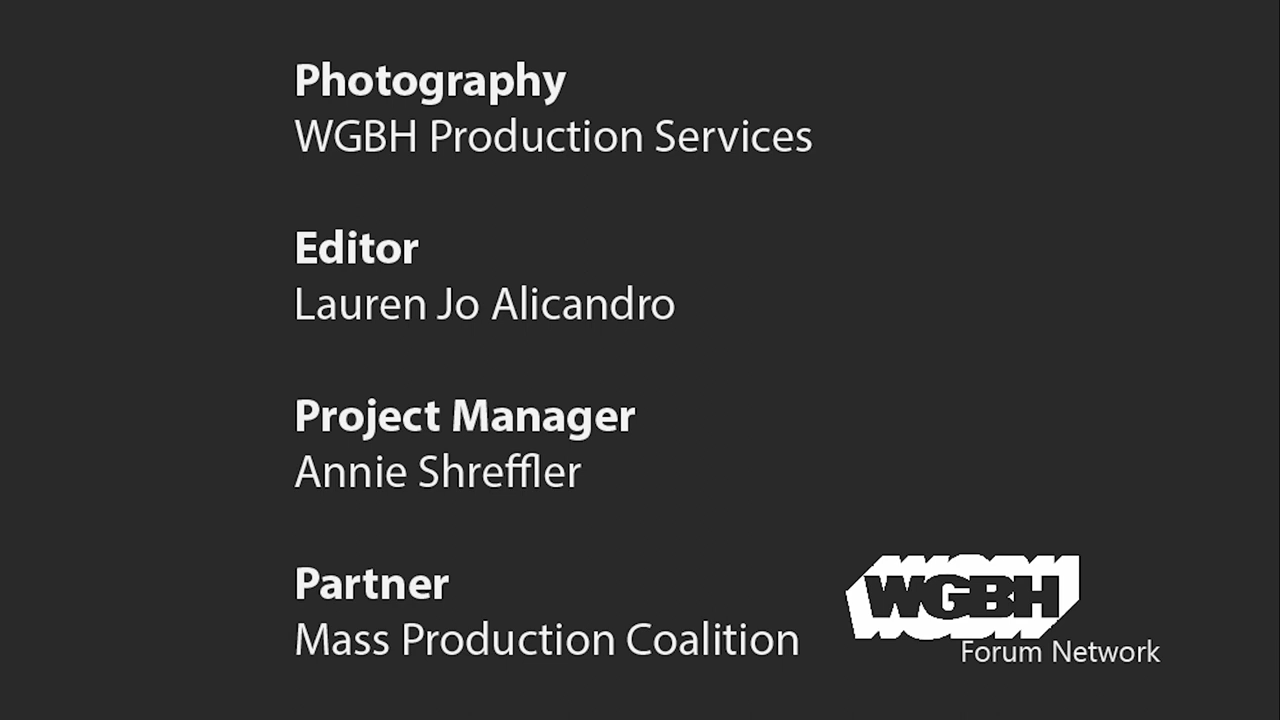 Photography
WGBH Production Services
Editor
Lauren Jo Alicandro
Project Manager
Annie Shreffler
Partner
Mass Production Coalition
WGBH
Forum Network